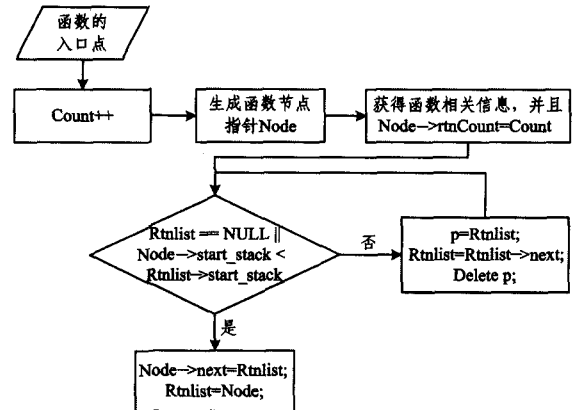 函数的
入口点
Count++
生成函数节点
指针Node
获得函数相关信息，并且
Node—>rtnCount=Count
Rtnlist == NULL ||
Node—>start_stack <
Rtnlist—>start_stack
否
p=Rtnlist;
Rtnlist=Rtnlist—>next;
Delete p;
是
Node—>next=Rtnlist;
Rtnlist=Node;